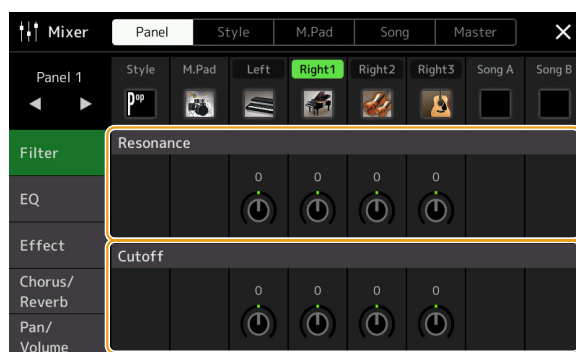 Mixer
Panel Style M.Pad Song Master
Panel 1
Style M.Pad Left Right1 Right2 Right3 Song A Song B
Pop
Filter
Resonance
0 0 0 0
EQ
Effect
Cutoff
Chorus/
Reverb
0 0 0 0
Pan/
Volume